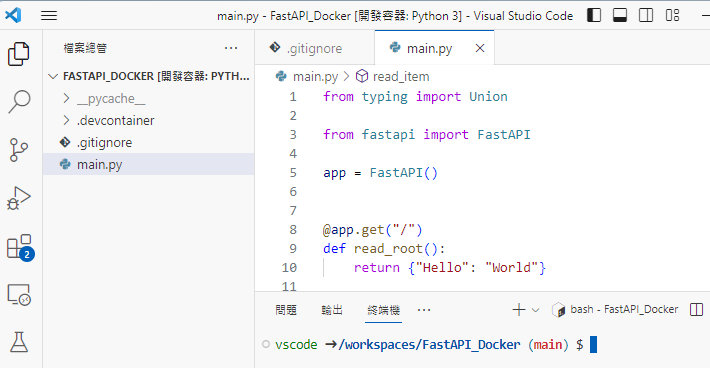 main.py - FastAPI_Docker [開發容器: Python 3] - Visual Studio Code
檔案總管
FASTAPI_DOCKER [開發容器: PYTH...
__pycache__
.devcontainer
.gitignore
main.py
2
.gitignore
main.py
main.py > read_item
1 from typing import Union
2
3 from fastapi import FastAPI
4
5 app = FastAPI()
6
7
8 @app.get("/")
9 def read_root():
10 return {"Hello": "World"}
11
問題 輸出 終端機 bash - FastAPI_Docker
vscode →/workspaces/FastAPI_Docker (main) $